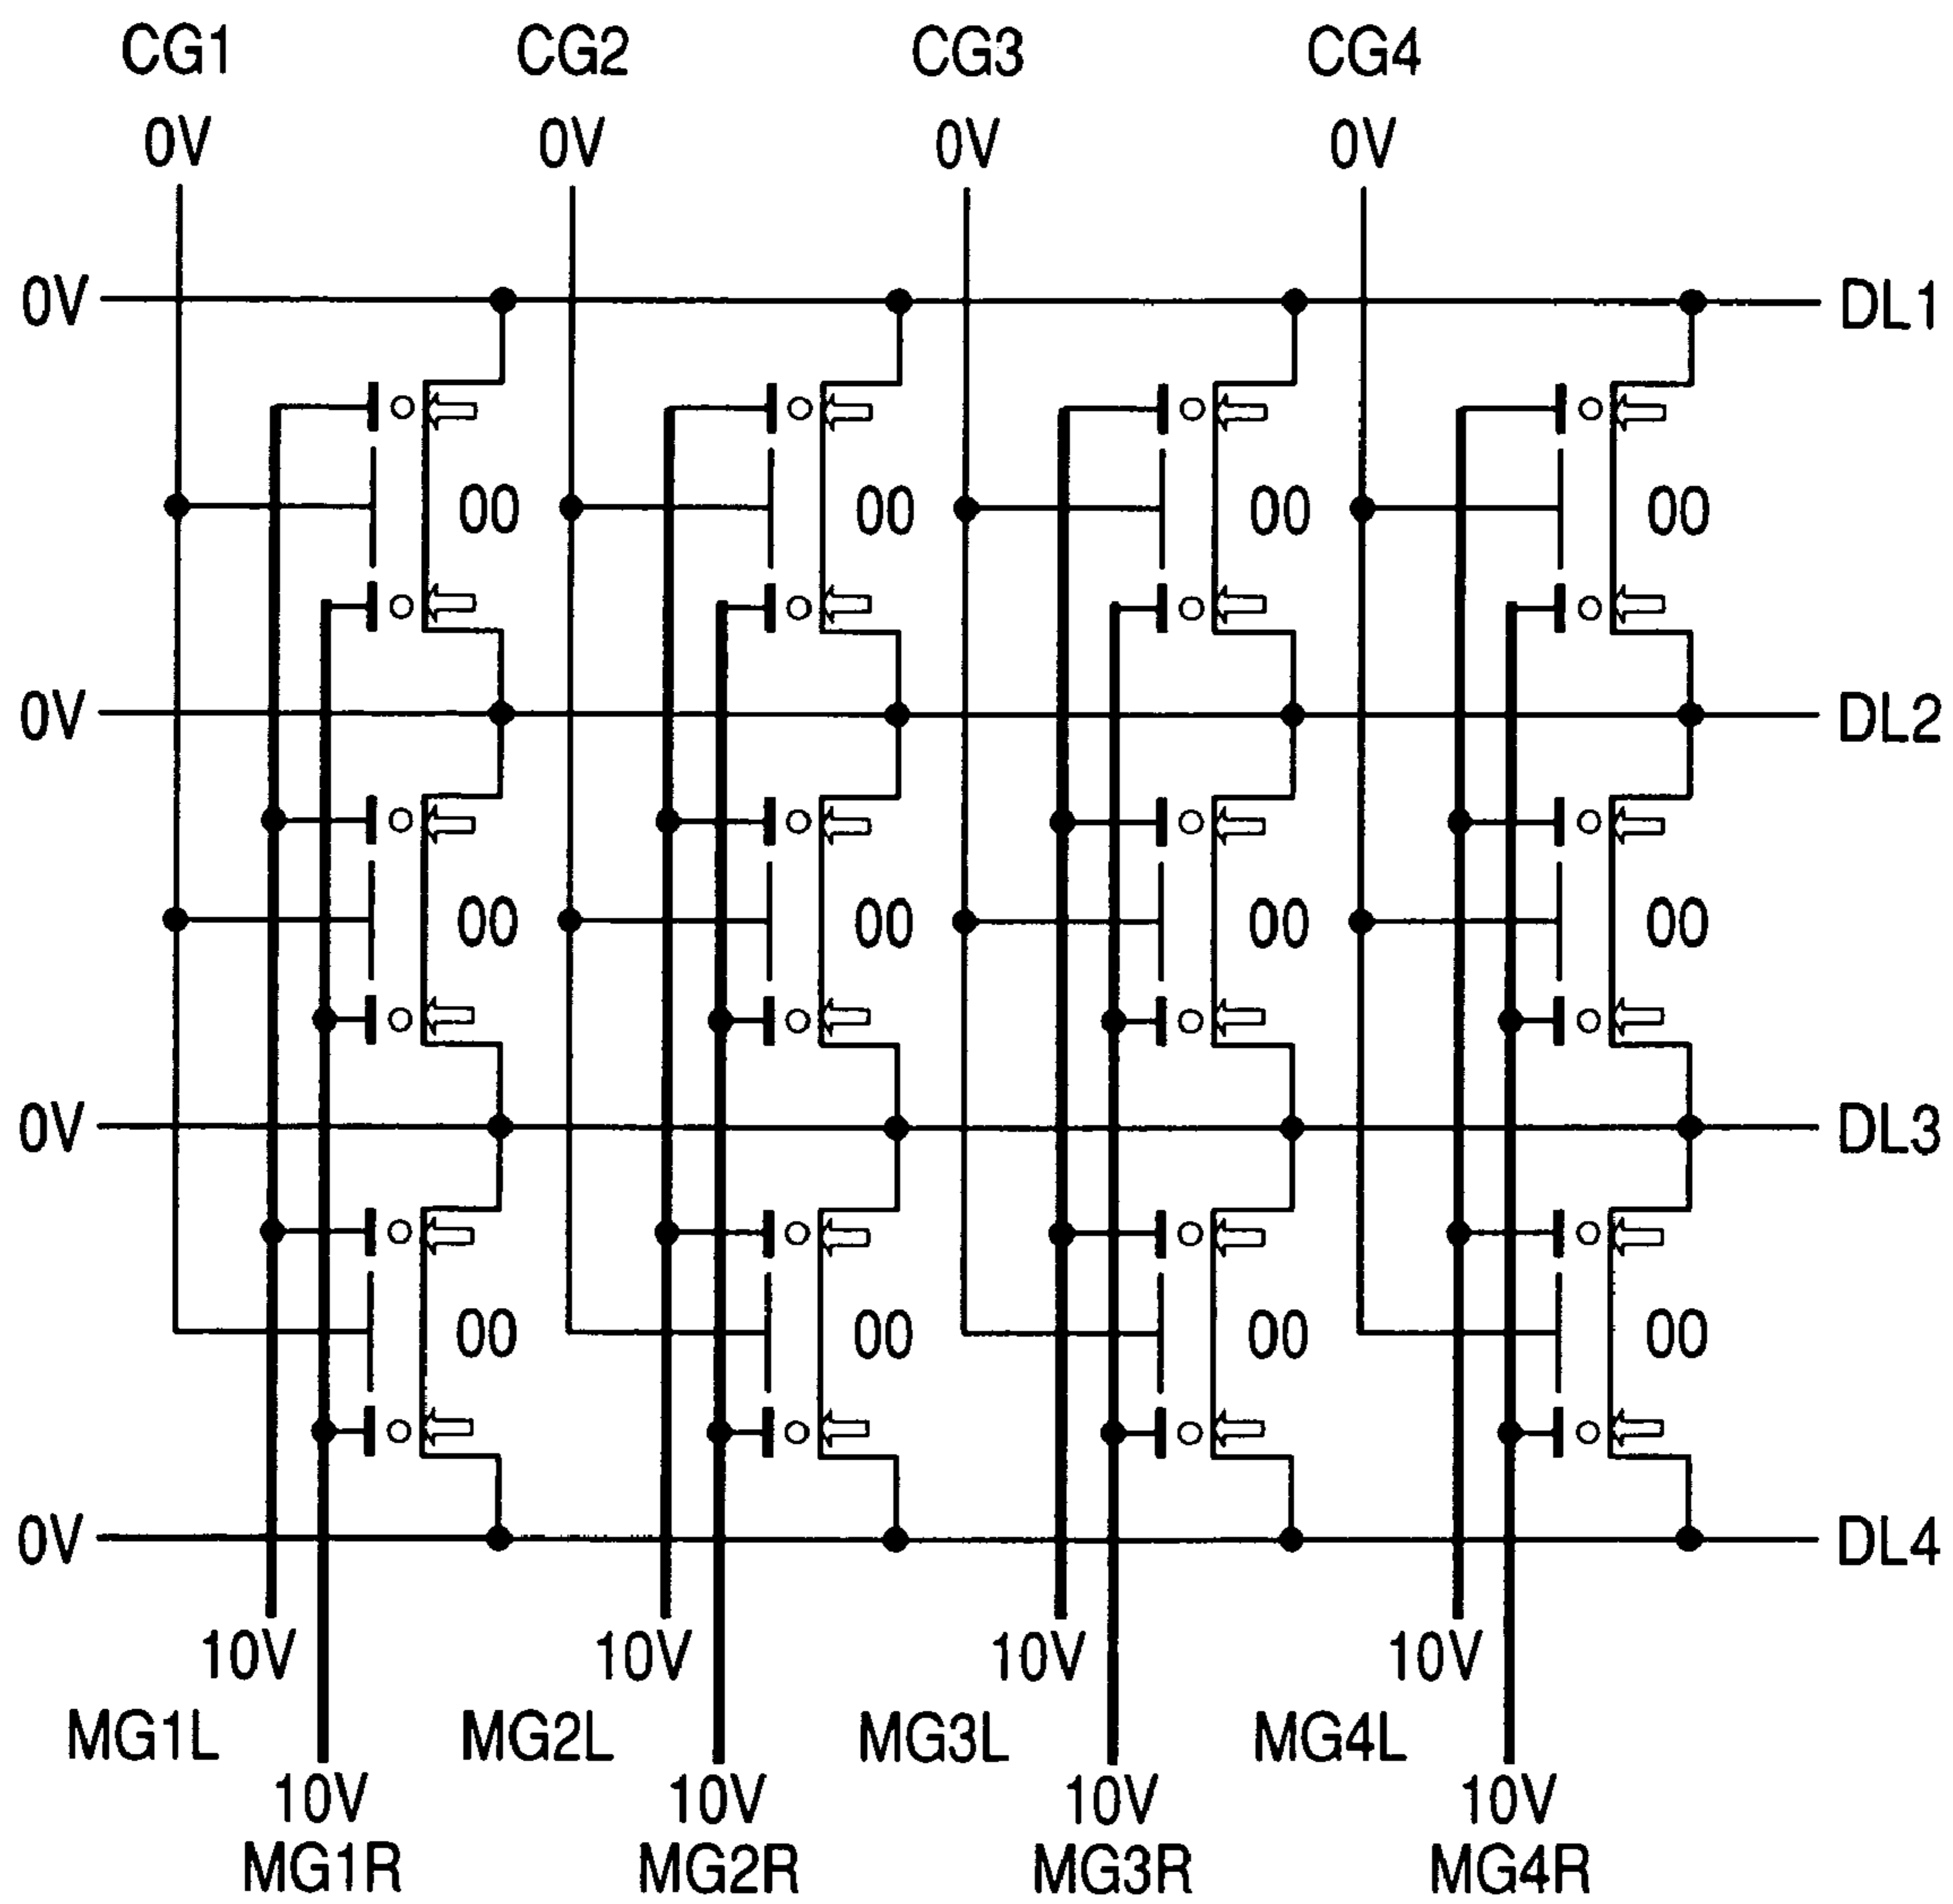 CG1 CG2 CG3 CG4
0V 0V 0V 0V
0V DL1
00 00 00 00
0V DL2
00 00 00 00
0V DL3
00 00 00 00
0V DL4
10V 10V 10V 10V
MG1L MG2L MG3L MG4L
10V 10V 10V 10V
MG1R MG2R MG3R MG4R